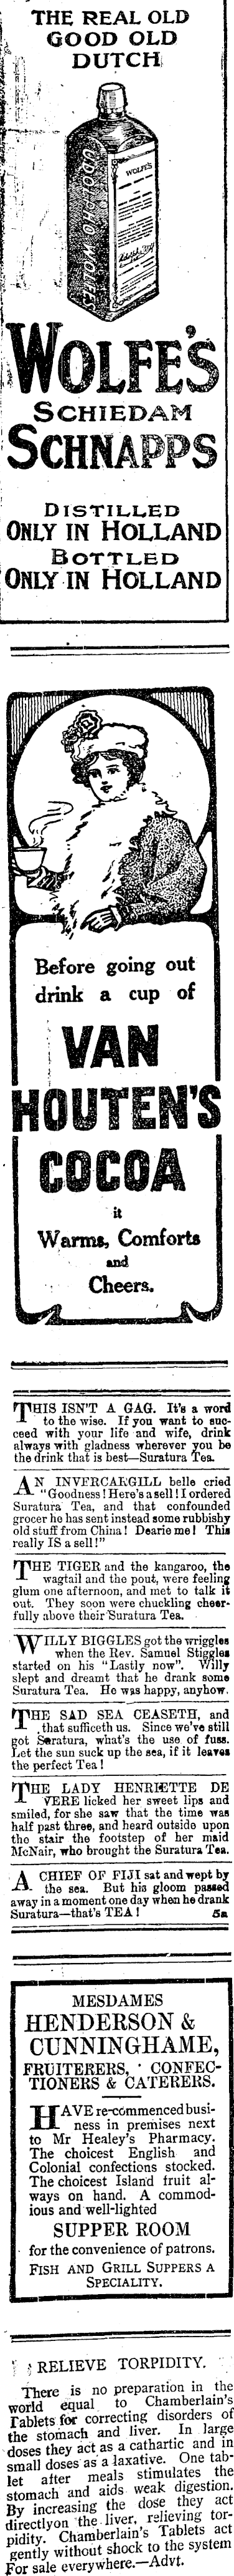 THE REAL OLD
GOOD OLD
DUTCH
UDOLPHO WOLFE'S
WOLFE'S
WOLFE'S
SCHIEDAM
SCHNAPPS
DISTILLED
ONLY IN HOLLAND
BOTTLED
ONLY IN HOLLAND
Before going out
drink a cup of
VAN
HOUTEN'S
COCOA
it
Warms, Comforts
and
Cheers.
THIS ISN'T A GAG. It's a word
to the wise. If you want to suc-
ceed with your life and wife, drink
always with gladness wherever you be
the drink that is best—Suratura Tea.
AN INVERCARGILL belle cried
"Goodness! Here's a sell! I ordered
Suratura Tea, and that confounded
grocer he has sent instead some rubbishy
old stuff from China! Dearie me! This
really IS a sell!"
THE TIGER and the kangaroo, the
wagtail and the pout, were feeling
glum one afternoon, and met to talk it
out. They soon were chuckling cheer-
fully above their Suratura Tea.
WILLY BIGGLES got the wriggles
when the Rev. Samuel Stiggles
started on his "Lastly now". Willy
slept and dreamt that he drank some
Suratura Tea. He was happy, anyhow.
THE SAD SEA CEASETH, and
that sufficeth us. Since we've still
got Suratura, what's the use of fuss.
Let the sun suck up the sea, if it leaves
the perfect Tea!
THE LADY HENRIETTE DE
VERE licked her sweet lips and
smiled, for she saw that the time was
half past three, and heard outside upon
the stair the footstep of her maid
McNair, who brought the Suratura Tea.
A CHIEF OF FIJI sat and wept by
the sea. But his gloom passed
away in a moment one day when he drank
Suratura—that's TEA! 5a
MESDAMES
HENDERSON &
CUNNINGHAME,
FRUITERERS, CONFEC-
TIONERS & CATERERS.
HAVE re-commenced busi-
ness in premises next
to Mr Healey's Pharmacy.
The choicest English and
Colonial confections stocked.
The choicest Island fruit al-
ways on hand. A commod-
ious and well-lighted
SUPPER ROOM
for the convenience of patrons.
FISH AND GRILL SUPPERS A
SPECIALITY.
RELIEVE TORPIDITY.
There is no preparation in the
world equal to Chamberlain's
Tablets for correcting disorders of
the stomach and liver. In large
doses they act as a cathartic and in
small doses as a laxative. One tab-
let after meals stimulates the
stomach and aids weak digestion.
By increasing the dose they act
directly on the liver, relieving tor-
pidity. Chamberlain's Tablets act
gently without shock to the system
For sale everywhere.—Advt.